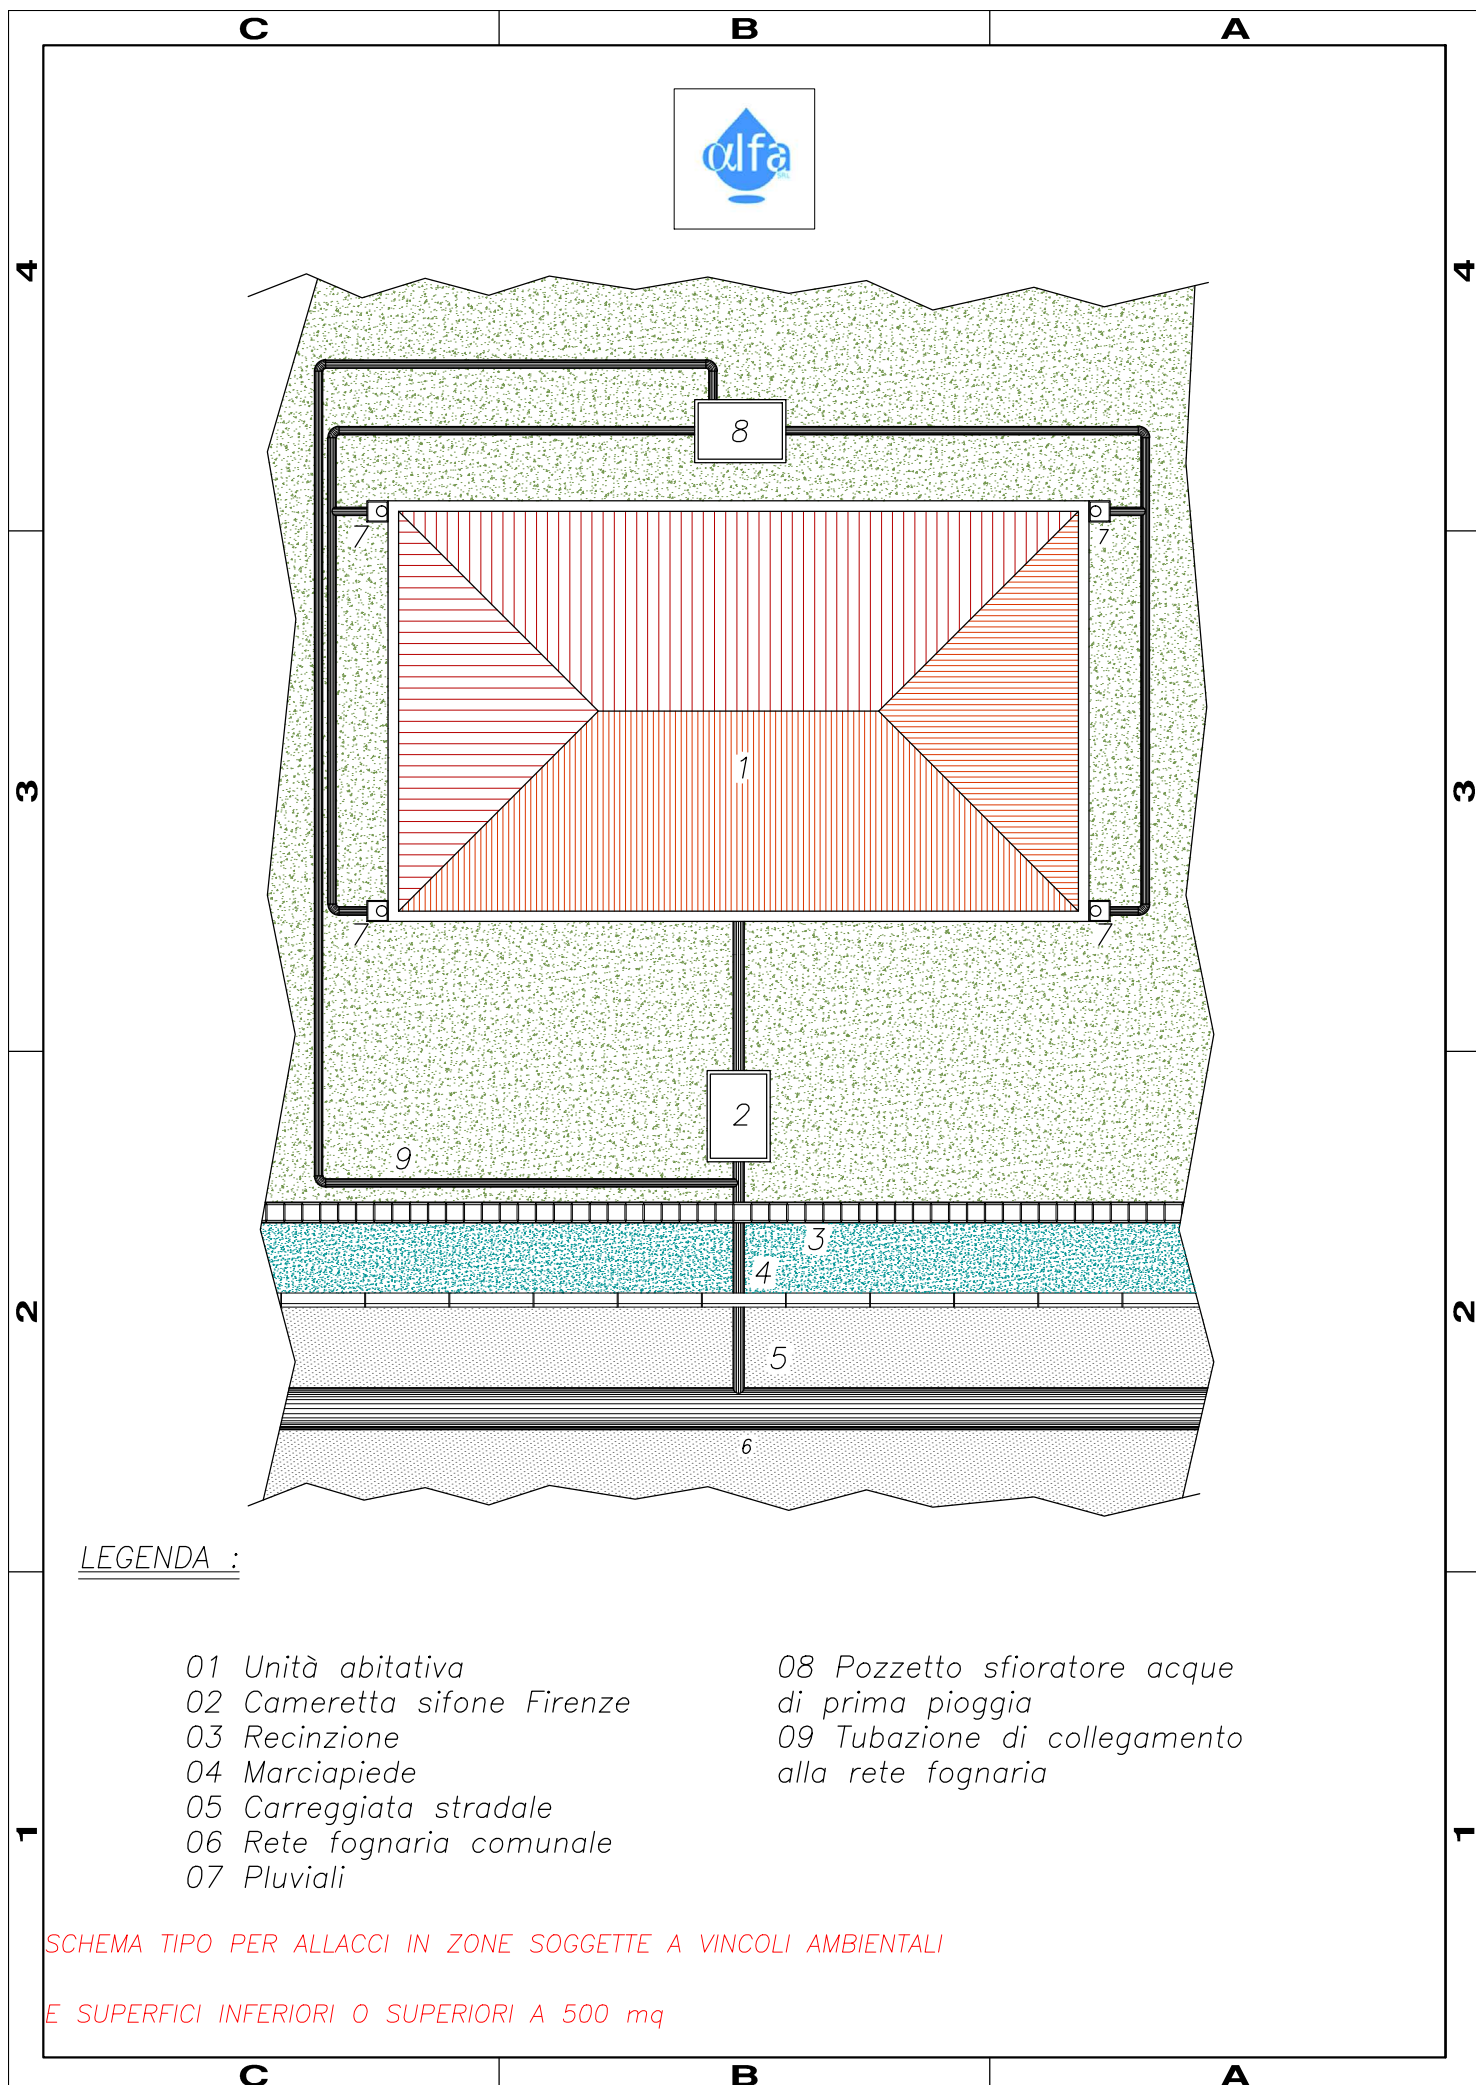 C B A
αlfa
SRL
4 4
8
7 7
3 1 3
7 7
2
9
3
4
2 2
5
6
LEGENDA :
01 Unità abitativa
02 Cameretta sifone Firenze
03 Recinzione
04 Marciapiede
05 Carreggiata stradale
06 Rete fognaria comunale
07 Pluviali
08 Pozzetto sfioratore acque
di prima pioggia
09 Tubazione di collegamento
alla rete fognaria
1 1
SCHEMA TIPO PER ALLACCI IN ZONE SOGGETTE A VINCOLI AMBIENTALI
E SUPERFICI INFERIORI O SUPERIORI A 500 mq
C B A